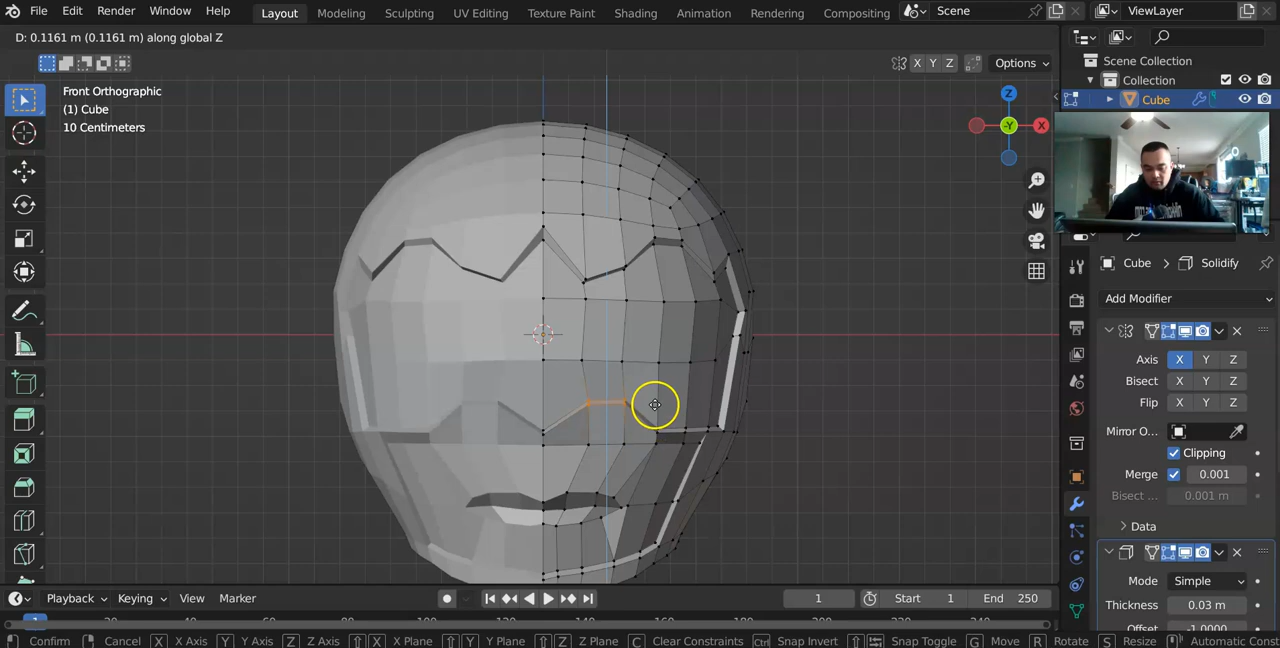 File Edit Render Window Help Layout Modeling Sculpting UV Editing Texture Paint Shading Animation Rendering Compositing Scene ViewLayer
D: 0.1161 m (0.1161 m) along global Z
X Y Z Options
Front Orthographic
(1) Cube
10 Centimeters
Z
-Y X
Scene Collection
Collection
Cube
Cube > Solidify
Add Modifier
Axis X Y Z
Bisect X Y Z
Flip X Y Z
Mirror O...
Clipping
Merge 0.001
Bisect ... 0.001 m
Data
Mode Simple
Thickness 0.03 m
Offset -1.0000
Playback Keying View Marker 1 Start 1 End 250
1
Confirm Cancel X X Axis Y Y Axis Z Z Axis X X Plane Y Y Plane Z Z Plane C Clear Constraints Ctrl Snap Invert Snap Toggle G Move R Rotate S Resize Automatic Const